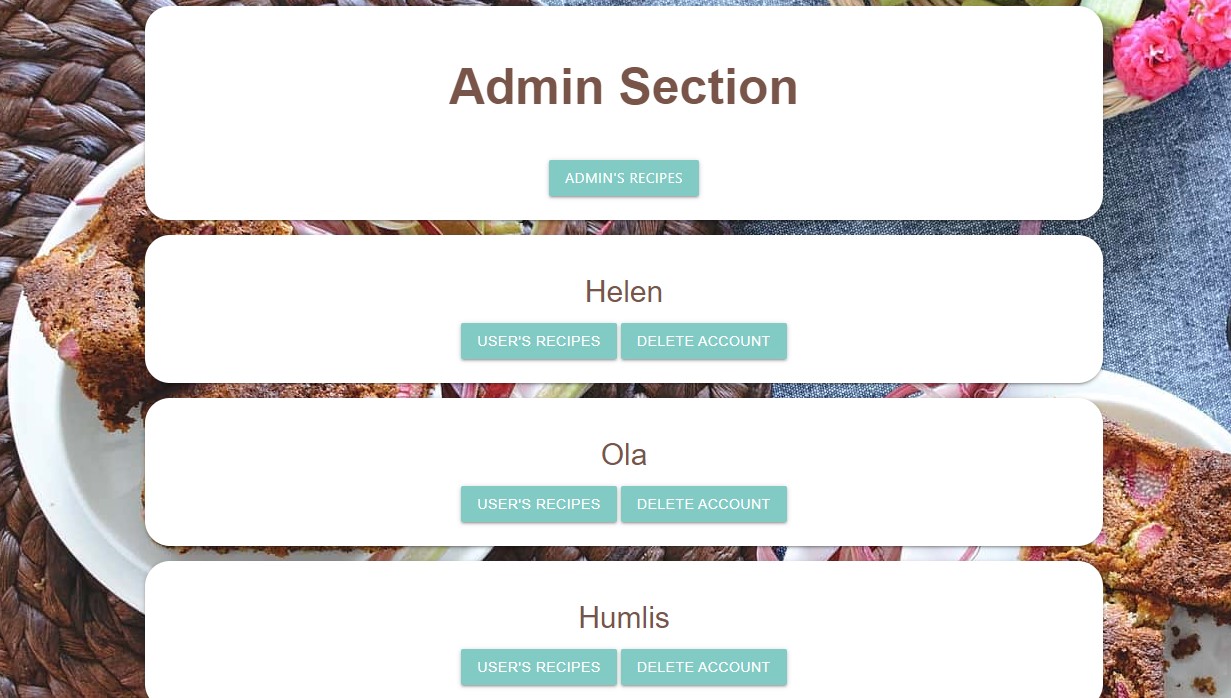 Admin Section
ADMIN'S RECIPES
Helen
USER'S RECIPES DELETE ACCOUNT
Ola
USER'S RECIPES DELETE ACCOUNT
Humlis
USER'S RECIPES DELETE ACCOUNT